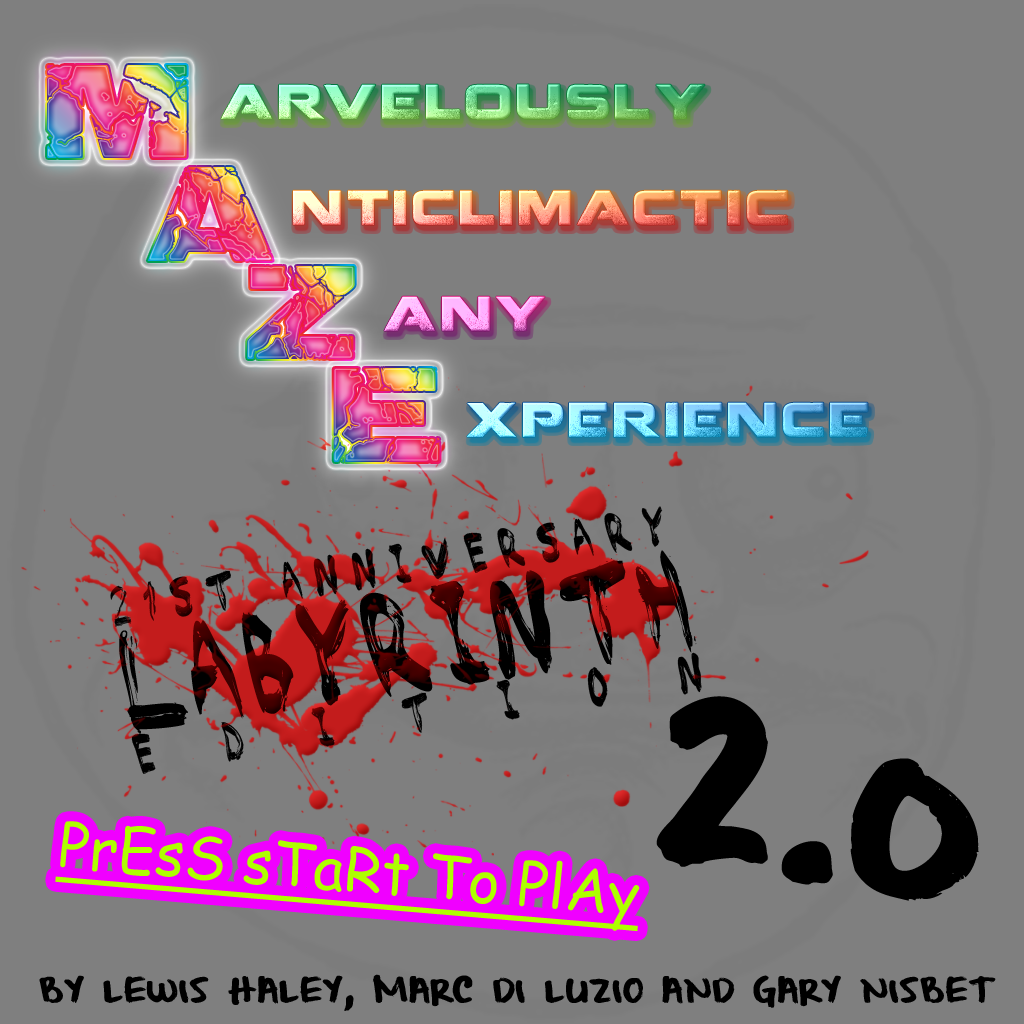 MARVELOUSLY
ANTICLIMACTIC
ZANY
EXPERIENCE
21ST ANNIVERSARY
LABYRINTH
EDITION
2.0
PrEsS sTaRt To PlAy
BY LEWIS HALEY, MARC DI LUZIO AND GARY NISBET